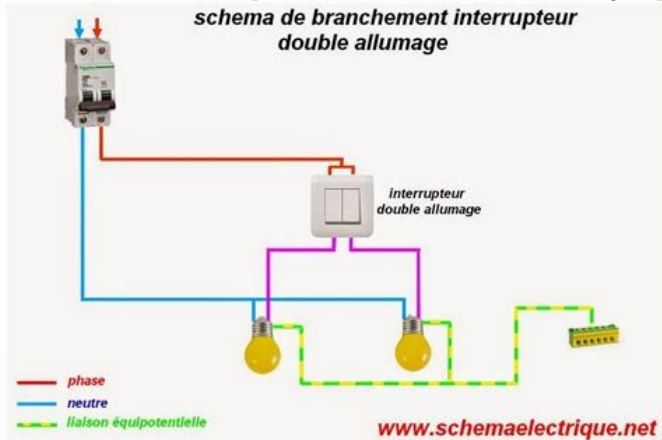 schema de branchement interrupteur
double allumage
interrupteur
double allumage
phase
neutre
liaison équipotentielle
www.schemaelectrique.net